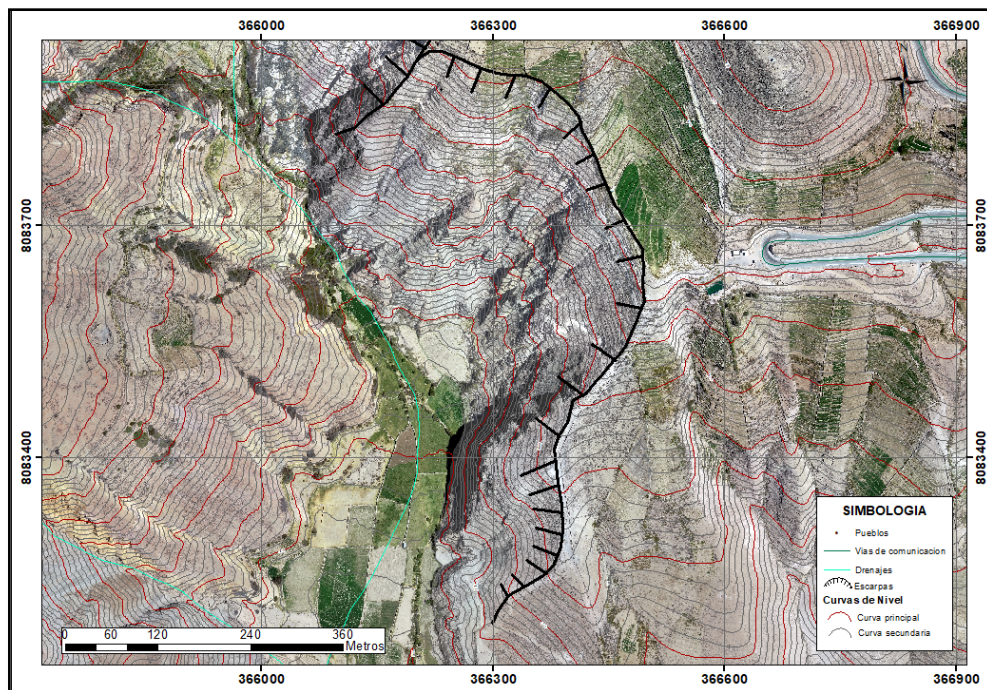 366000 366300 366600 366900
8083700 8083700
8083400 8083400
SIMBOLOGIA
Pueblos
Vias de comunicacion
Drenajes
Escarpas
Curvas de Nivel
Curva principal
Curva secundaria
0 60 120 240 360
Metros
366000 366300 366600 366900